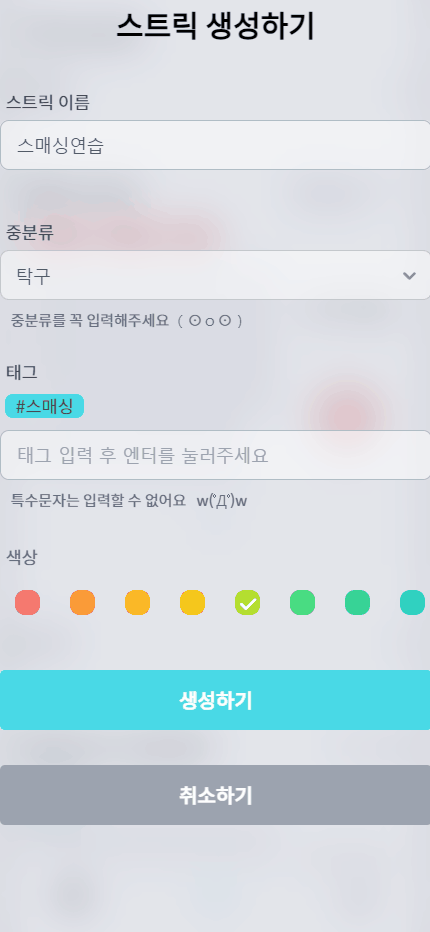 스트릭 생성하기
스트릭 이름
스매싱연습
중분류
탁구
중분류를 꼭 입력해주세요 ( ⊙ o ⊙ )
태그
#스매싱
태그 입력 후 엔터를 눌러주세요
특수문자는 입력할 수 없어요 w(ﾟДﾟ)w
색상
생성하기
취소하기